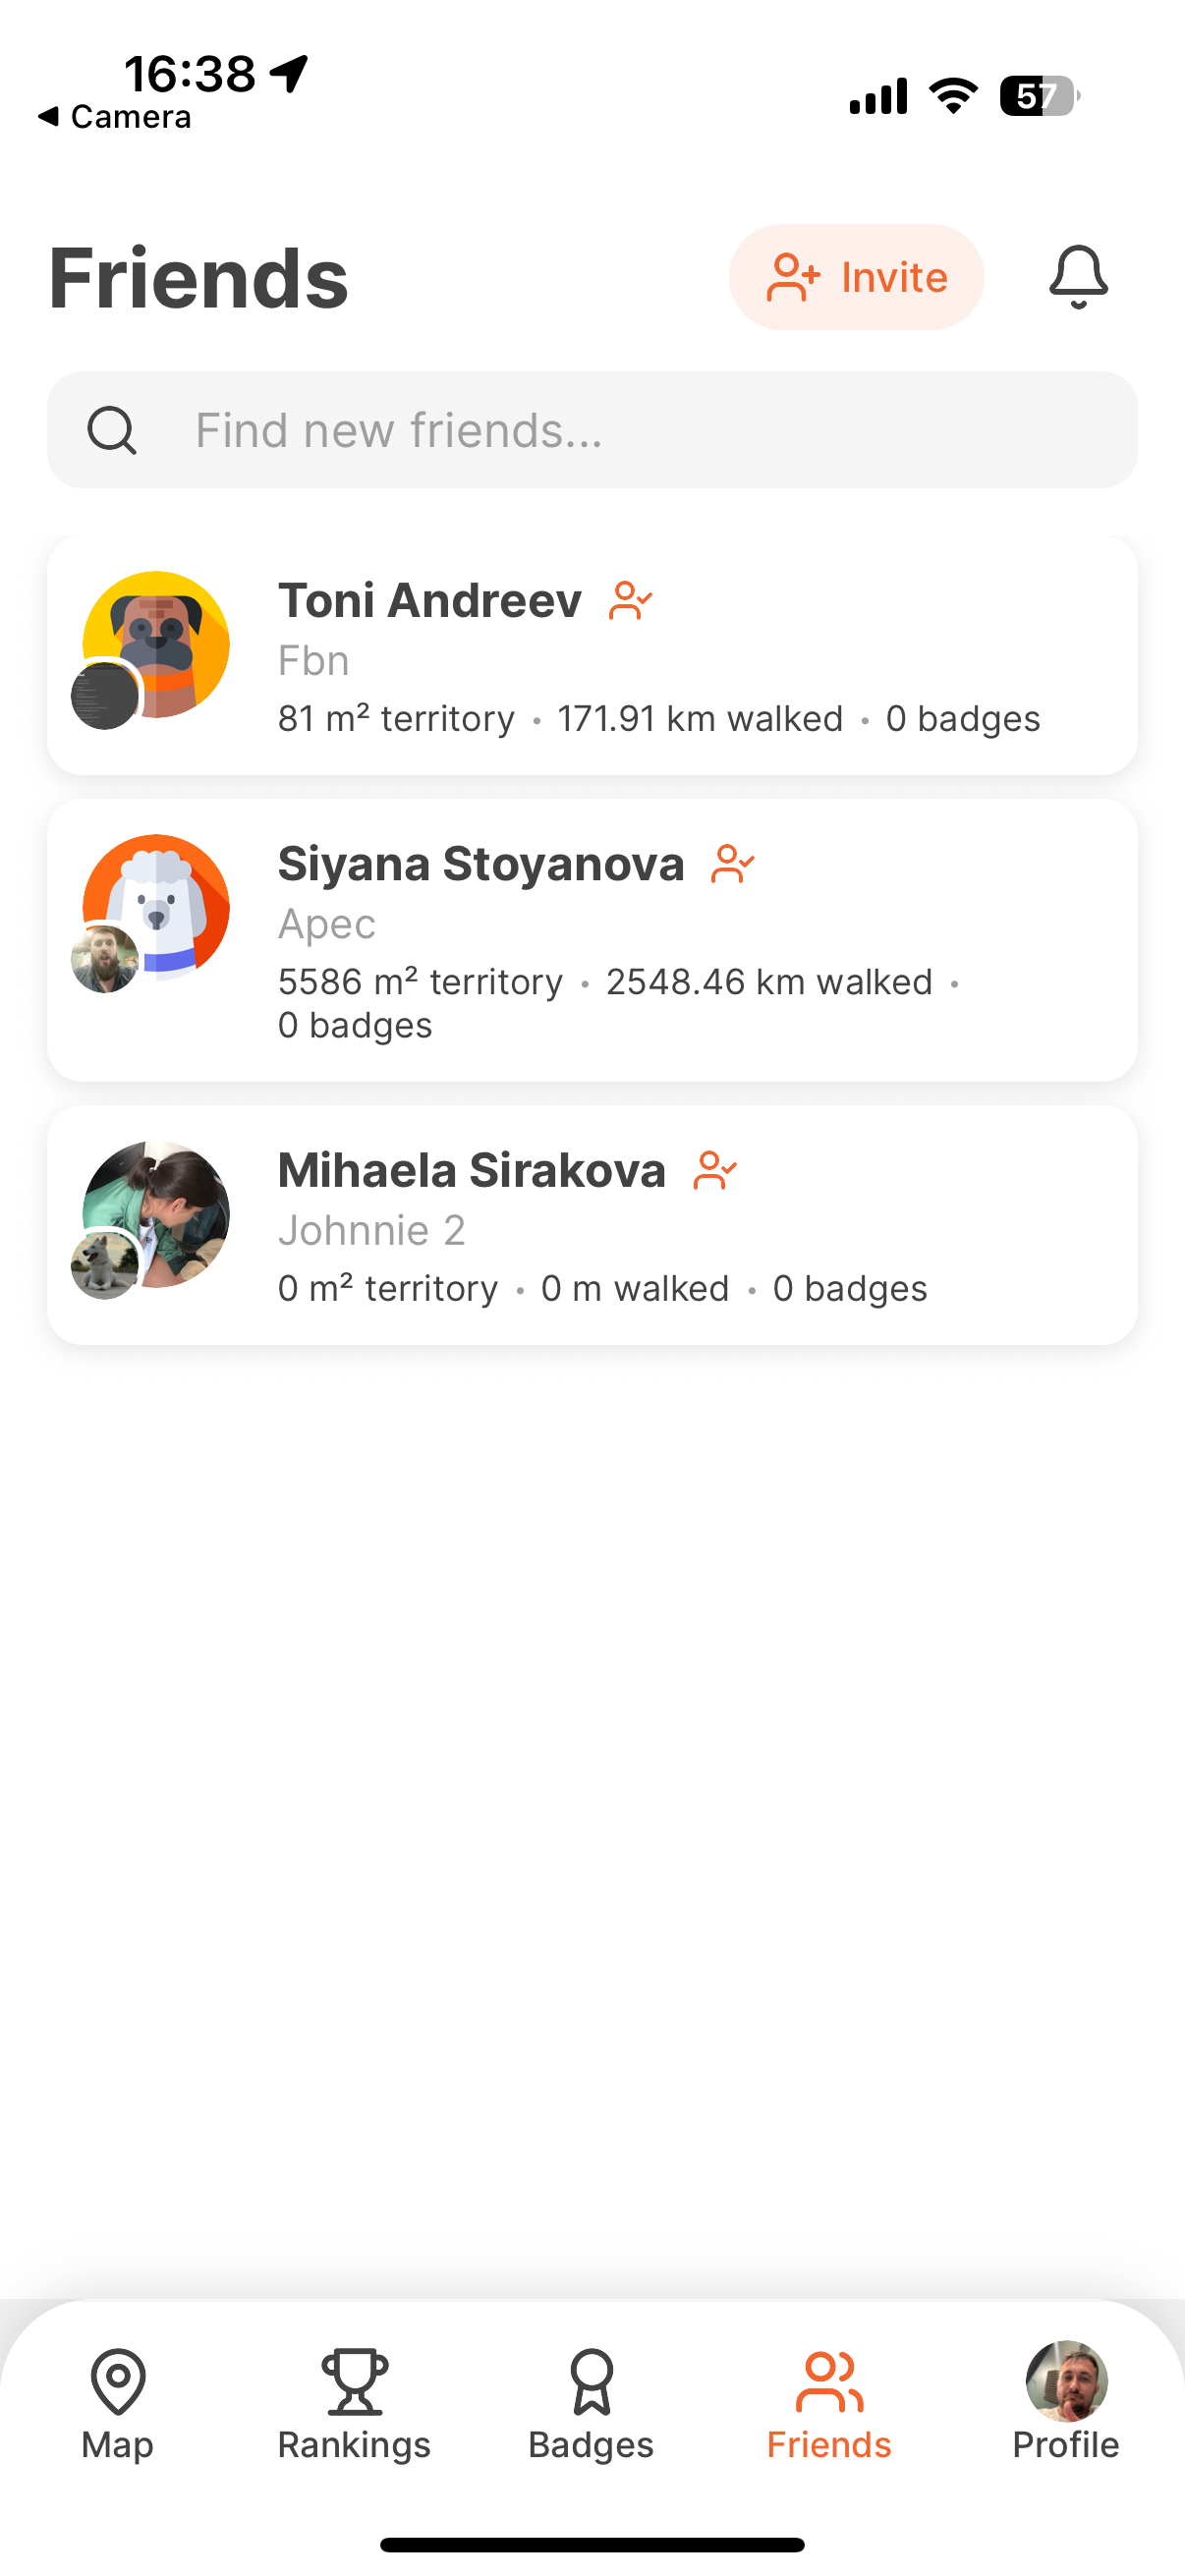 16:38
◀ Camera
57
Friends
Invite
Find new friends...
Toni Andreev
Fbn
81 m² territory • 171.91 km walked • 0 badges
Siyana Stoyanova
Apec
5586 m² territory • 2548.46 km walked •
0 badges
Mihaela Sirakova
Johnnie 2
0 m² territory • 0 m walked • 0 badges
Map
Rankings
Badges
Friends
Profile